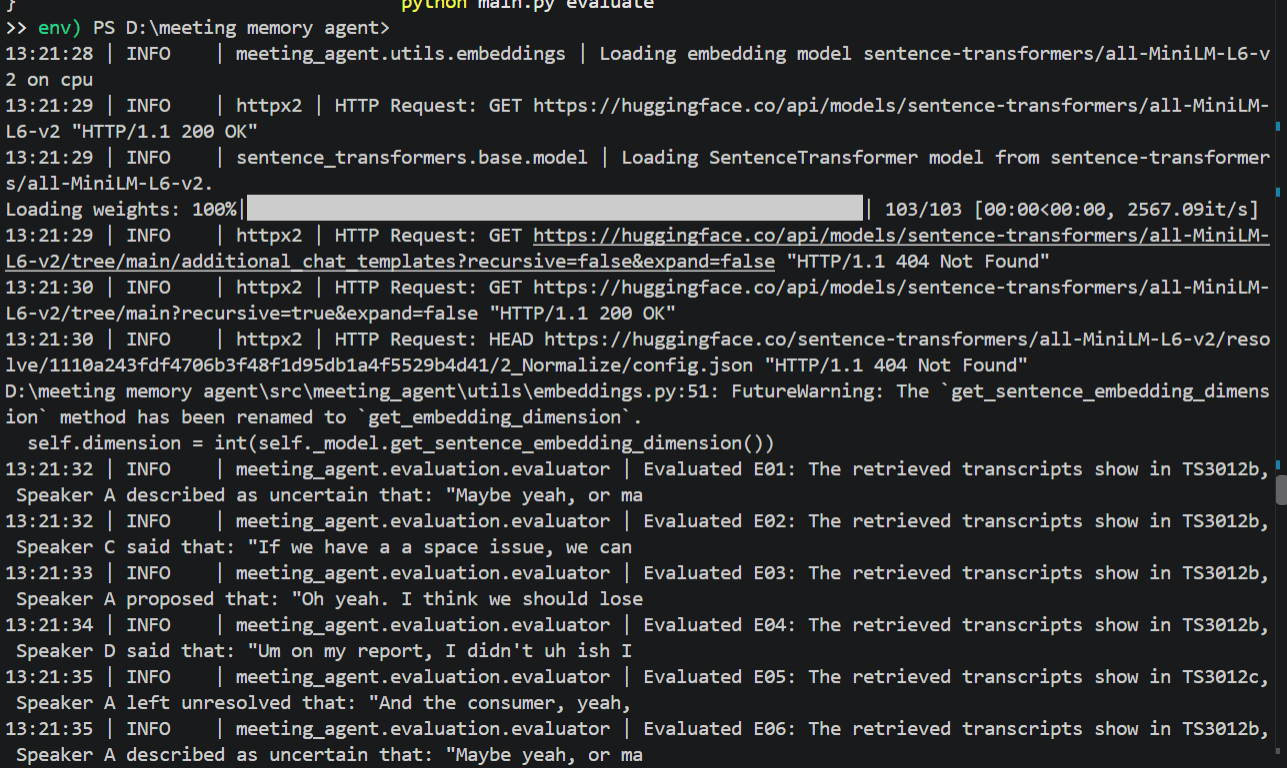 }                                   python main.py evaluate
>> env) PS D:\meeting memory agent>
13:21:28 | INFO    | meeting_agent.utils.embeddings | Loading embedding model sentence-transformers/all-MiniLM-L6-v
2 on cpu
13:21:29 | INFO    | httpx2 | HTTP Request: GET https://huggingface.co/api/models/sentence-transformers/all-MiniLM-
L6-v2 "HTTP/1.1 200 OK"
13:21:29 | INFO    | sentence_transformers.base.model | Loading SentenceTransformer model from sentence-transformer
s/all-MiniLM-L6-v2.
Loading weights: 100%|| 103/103 [00:00<00:00, 2567.09it/s]
13:21:29 | INFO    | httpx2 | HTTP Request: GET https://huggingface.co/api/models/sentence-transformers/all-MiniLM-
L6-v2/tree/main/additional_chat_templates?recursive=false&expand=false "HTTP/1.1 404 Not Found"
13:21:30 | INFO    | httpx2 | HTTP Request: GET https://huggingface.co/api/models/sentence-transformers/all-MiniLM-
L6-v2/tree/main?recursive=true&expand=false "HTTP/1.1 200 OK"
13:21:30 | INFO    | httpx2 | HTTP Request: HEAD https://huggingface.co/sentence-transformers/all-MiniLM-L6-v2/reso
lve/1110a243fdf4706b3f48f1d95db1a4f5529b4d41/2_Normalize/config.json "HTTP/1.1 404 Not Found"
D:\meeting memory agent\src\meeting_agent\utils\embeddings.py:51: FutureWarning: The `get_sentence_embedding_dimens
ion` method has been renamed to `get_embedding_dimension`.
  self.dimension = int(self._model.get_sentence_embedding_dimension())
13:21:32 | INFO    | meeting_agent.evaluation.evaluator | Evaluated E01: The retrieved transcripts show in TS3012b,
 Speaker A described as uncertain that: "Maybe yeah, or ma
13:21:32 | INFO    | meeting_agent.evaluation.evaluator | Evaluated E02: The retrieved transcripts show in TS3012b,
 Speaker C said that: "If we have a a space issue, we can
13:21:33 | INFO    | meeting_agent.evaluation.evaluator | Evaluated E03: The retrieved transcripts show in TS3012b,
 Speaker A proposed that: "Oh yeah. I think we should lose
13:21:34 | INFO    | meeting_agent.evaluation.evaluator | Evaluated E04: The retrieved transcripts show in TS3012b,
 Speaker D said that: "Um on my report, I didn't uh ish I
13:21:35 | INFO    | meeting_agent.evaluation.evaluator | Evaluated E05: The retrieved transcripts show in TS3012c,
 Speaker A left unresolved that: "And the consumer, yeah,
13:21:35 | INFO    | meeting_agent.evaluation.evaluator | Evaluated E06: The retrieved transcripts show in TS3012b,
 Speaker A described as uncertain that: "Maybe yeah, or ma